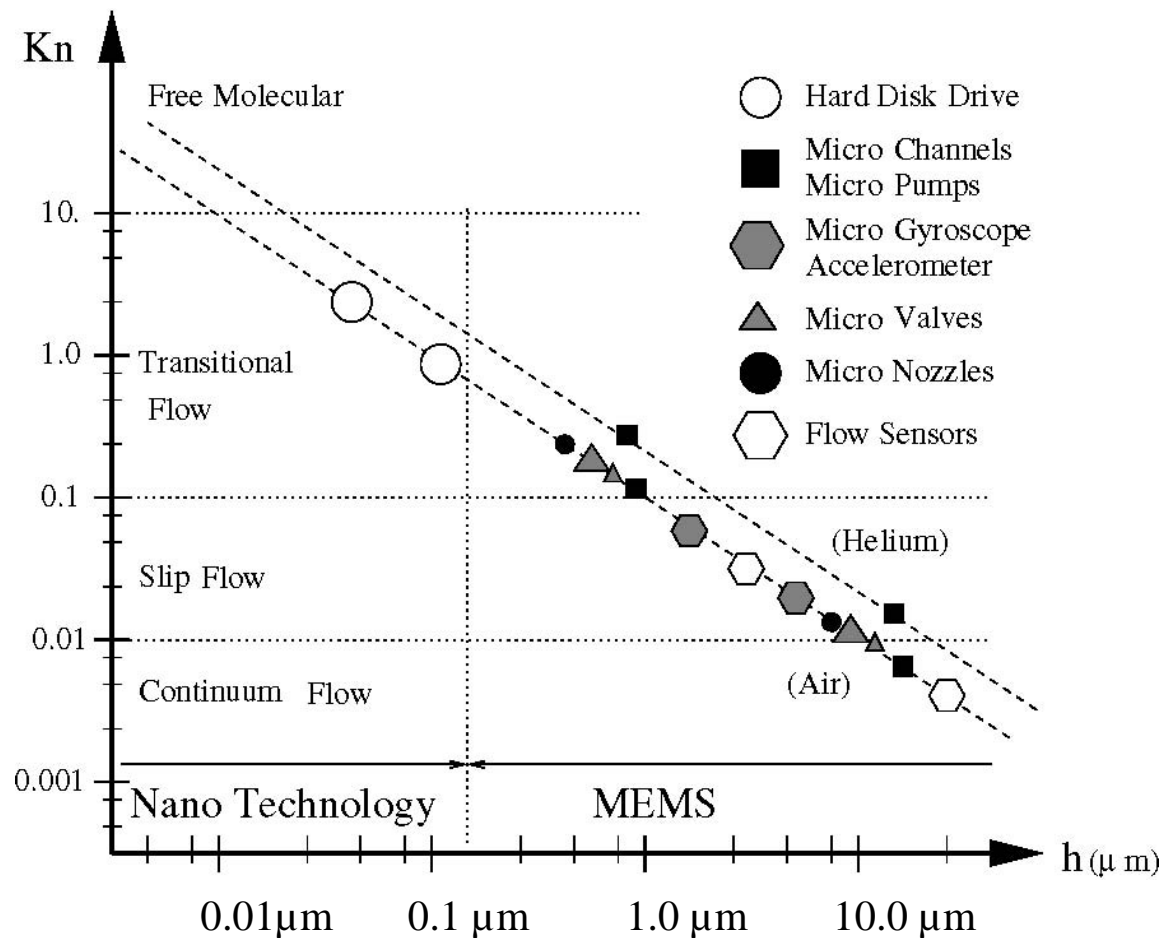 Kn
Free Molecular
Hard Disk Drive
Micro Channels
Micro Pumps
10.
Micro Gyroscope
Accelerometer
Micro Valves
1.0
Transitional
Flow
Micro Nozzles
Flow Sensors
0.1
(Helium)
Slip Flow
0.01
Continuum Flow
(Air)
0.001
Nano Technology
MEMS
h (μ m)
0.01μm
0.1 μm
1.0 μm
10.0 μm